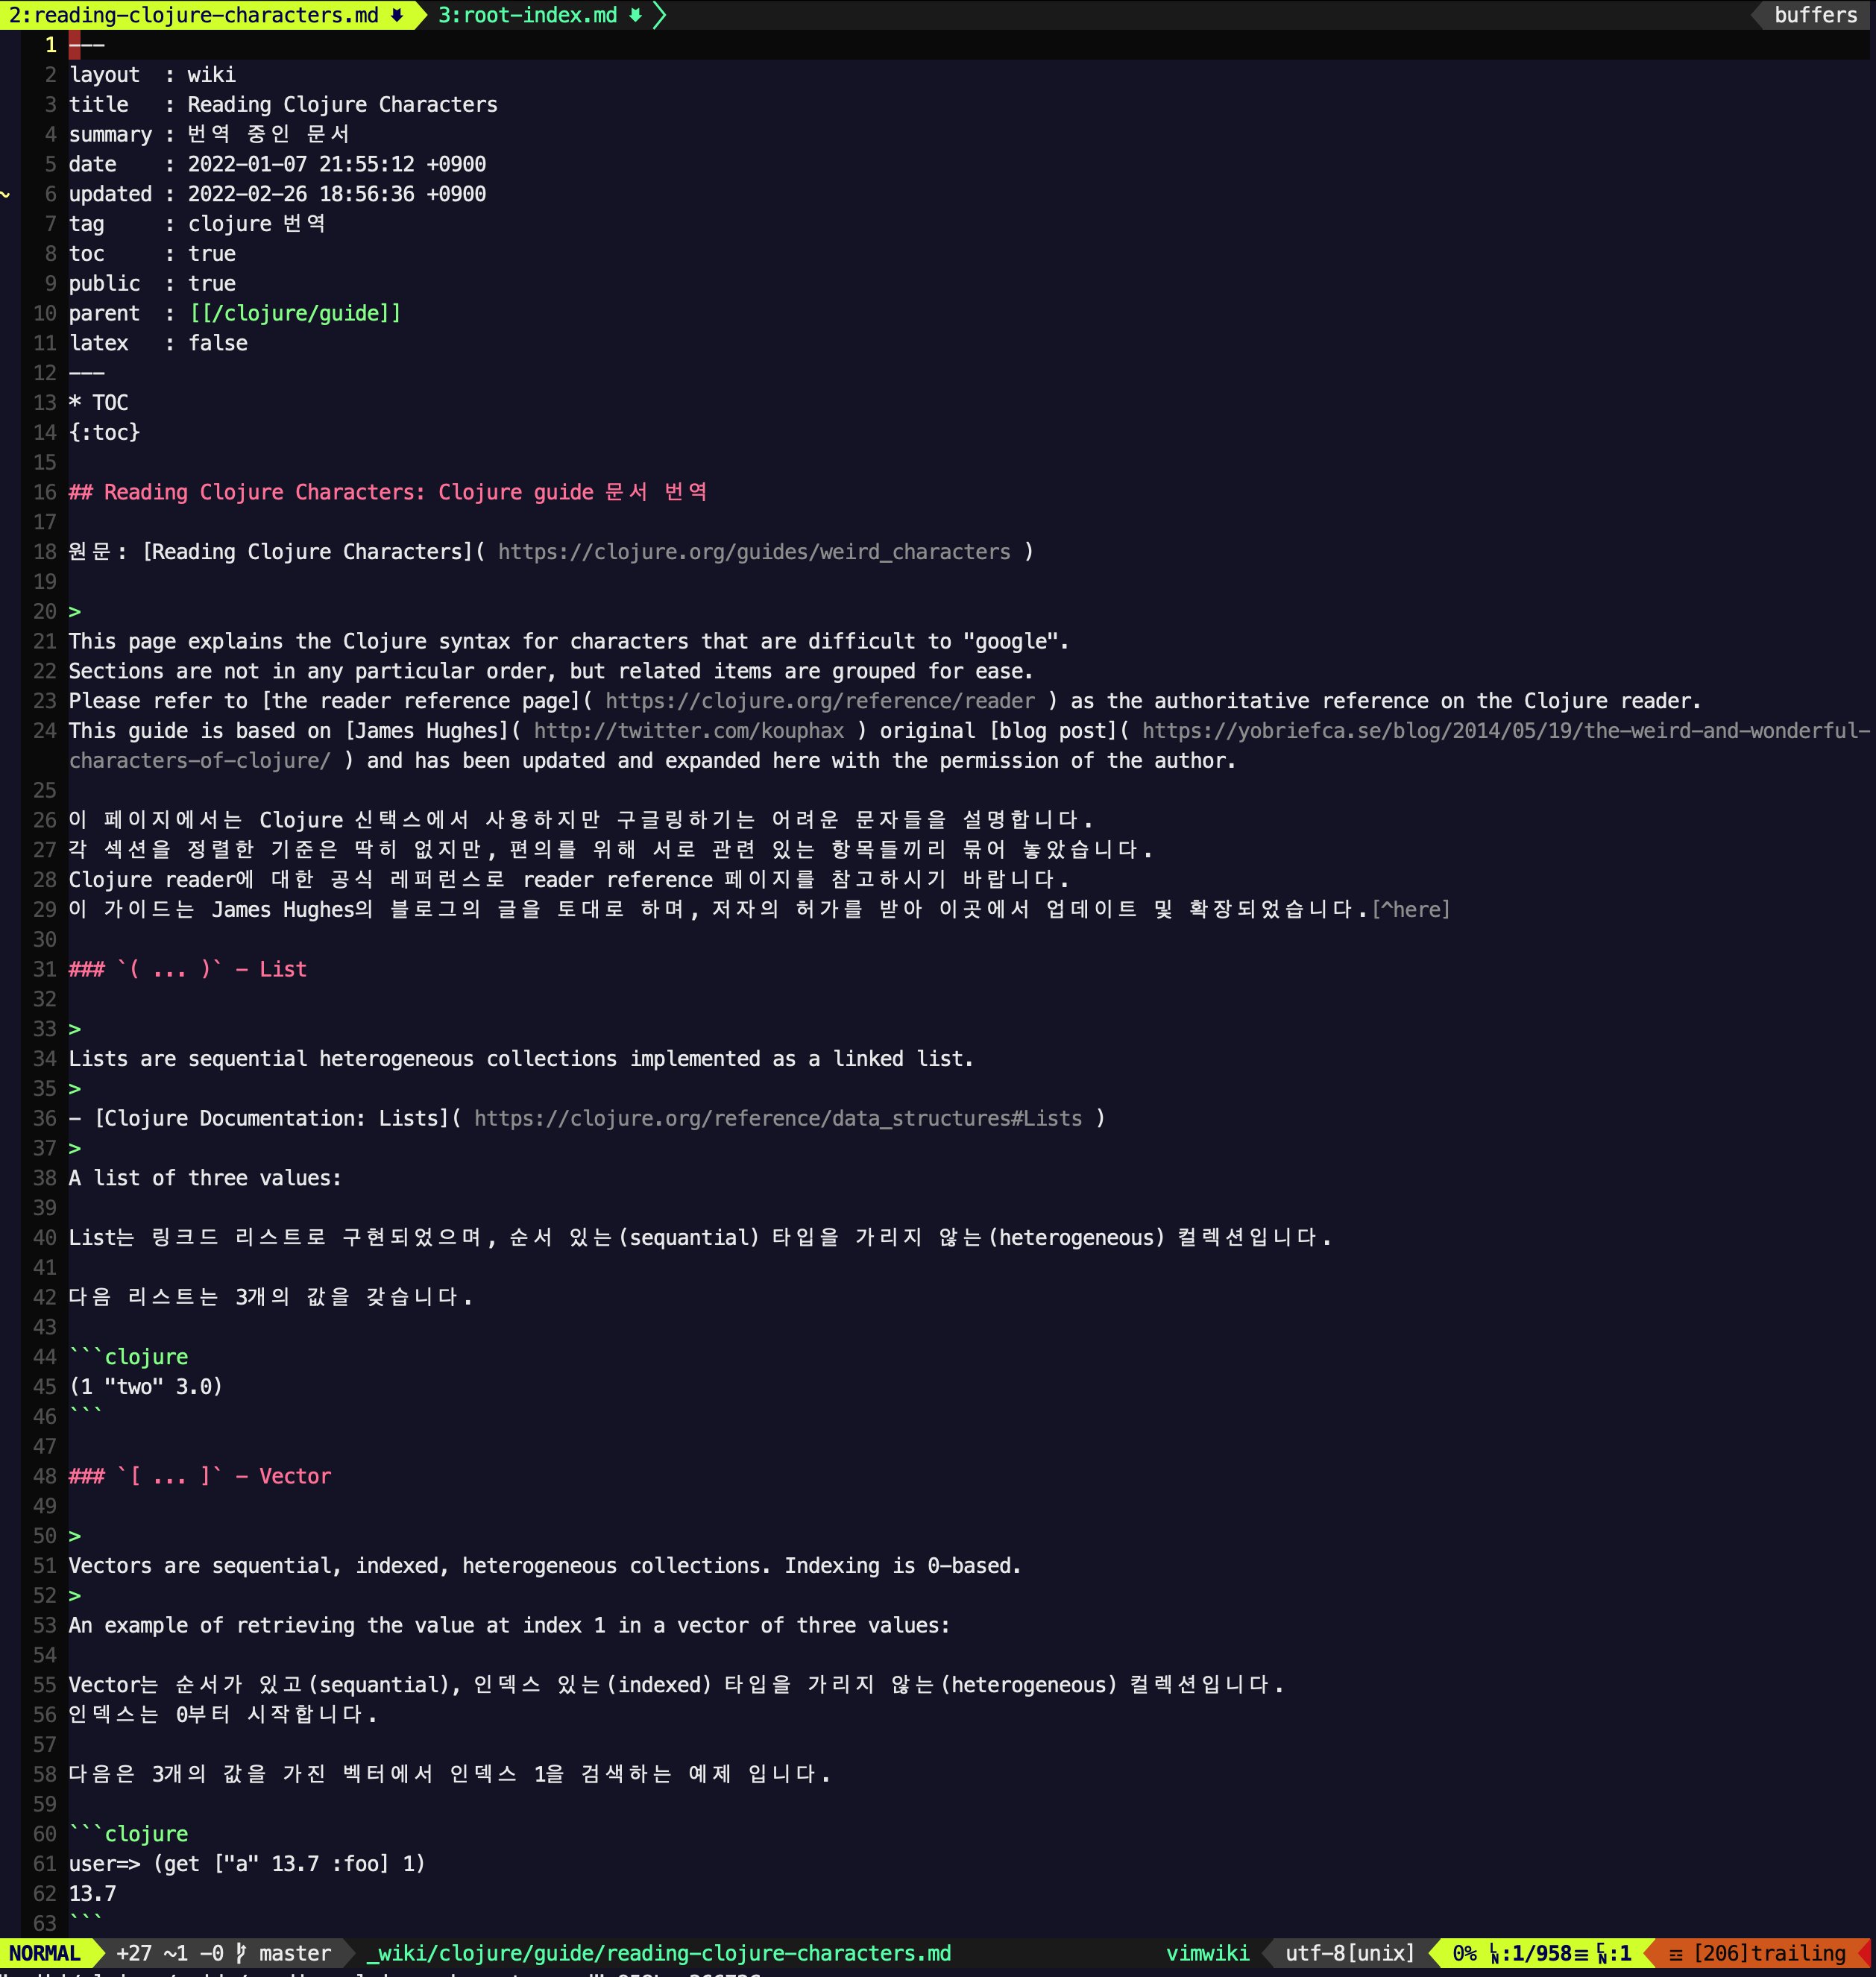 2:reading-clojure-characters.md 3:root-index.md buffers
1 ---
2 layout  : wiki
3 title   : Reading Clojure Characters
4 summary : 번역 중인 문서
5 date    : 2022-01-07 21:55:12 +0900
~ 6 updated : 2022-02-26 18:56:36 +0900
7 tag     : clojure 번역
8 toc     : true
9 public  : true
10 parent  : [[/clojure/guide]]
11 latex   : false
12 ---
13 * TOC
14 {:toc}
15
16 ## Reading Clojure Characters: Clojure guide 문서 번역
17
18 원문: [Reading Clojure Characters]( https://clojure.org/guides/weird_characters )
19
20 >
21 This page explains the Clojure syntax for characters that are difficult to "google".
22 Sections are not in any particular order, but related items are grouped for ease.
23 Please refer to [the reader reference page]( https://clojure.org/reference/reader ) as the authoritative reference on the Clojure reader.
24 This guide is based on [James Hughes]( http://twitter.com/kouphax ) original [blog post]( https://yobriefca.se/blog/2014/05/19/the-weird-and-wonderful-
characters-of-clojure/ ) and has been updated and expanded here with the permission of the author.
25
26 이 페이지에서는 Clojure 신택스에서 사용하지만 구글링하기는 어려운 문자들을 설명합니다.
27 각 섹션을 정렬한 기준은 딱히 없지만, 편의를 위해 서로 관련 있는 항목들끼리 묶어 놓았습니다.
28 Clojure reader에 대한 공식 레퍼런스로 reader reference 페이지를 참고하시기 바랍니다.
29 이 가이드는 James Hughes의 블로그의 글을 토대로 하며, 저자의 허가를 받아 이곳에서 업데이트 및 확장되었습니다.[^here]
30
31 ### `( ... )` - List
32
33 >
34 Lists are sequential heterogeneous collections implemented as a linked list.
35 >
36 - [Clojure Documentation: Lists]( https://clojure.org/reference/data_structures#Lists )
37 >
38 A list of three values:
39
40 List는 링크드 리스트로 구현되었으며, 순서 있는(sequantial) 타입을 가리지 않는(heterogeneous) 컬렉션입니다.
41
42 다음 리스트는 3개의 값을 갖습니다.
43
44 ```clojure
45 (1 "two" 3.0)
46 ```
47
48 ### `[ ... ]` - Vector
49
50 >
51 Vectors are sequential, indexed, heterogeneous collections. Indexing is 0-based.
52 >
53 An example of retrieving the value at index 1 in a vector of three values:
54
55 Vector는 순서가 있고(sequantial), 인덱스 있는(indexed) 타입을 가리지 않는(heterogeneous) 컬렉션입니다.
56 인덱스는 0부터 시작합니다.
57
58 다음은 3개의 값을 가진 벡터에서 인덱스 1을 검색하는 예제 입니다.
59
60 ```clojure
61 user=> (get ["a" 13.7 :foo] 1)
62 13.7
63 ```
NORMAL +27 ~1 -0 master _wiki/clojure/guide/reading-clojure-characters.md vimwiki utf-8[unix] 0% LN:1/958≡ CN:1 ≡ [206]trailing